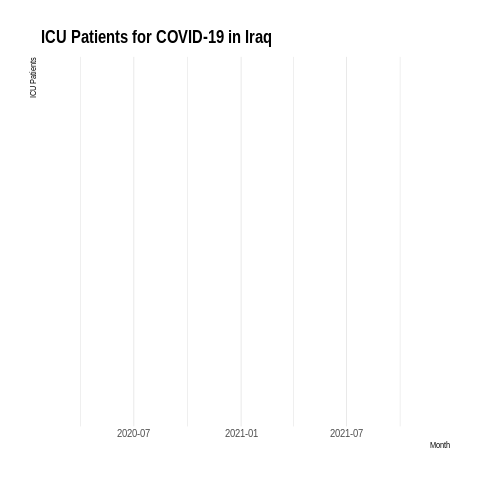 ICU Patients for COVID-19 in Iraq
ICU Patients
2020-07
2021-01
2021-07
Month